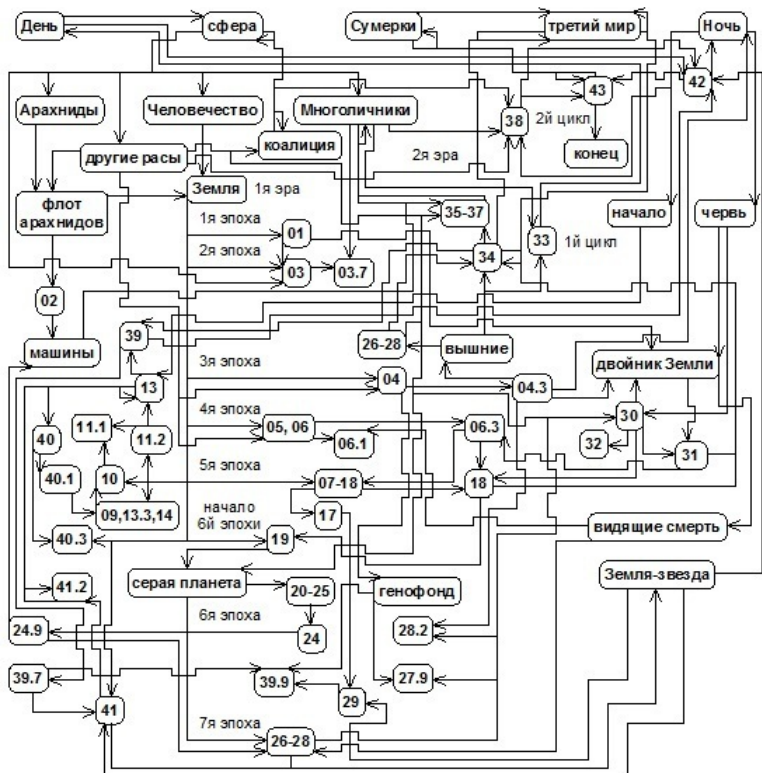 День
сфера
Сумерки
третий мир
Ночь
42
43
Арахниды
Человечество
Многоличники
38
2й цикл
коалиция
конец
другие расы
2я эра
Земля
1я эра
флот
арахнидов
35-37
начало
червь
1я эпоха
01
33
1й цикл
2я эпоха
34
03
03.7
02
39
26-28
вышние
машины
двойник Земли
3я эпоха
04
04.3
13
4я эпоха
05, 06
06.3
30
11.1
11.2
40
06.1
32
31
5я эпоха
40.1
10
07-18
18
09,13.3,14
начало
6й эпохи
17
видящие смерть
40.3
19
серая планета
генофонд
Земля-звезда
41.2
20-25
6я эпоха
24.9
24
28.2
39.7
39.9
27.9
29
41
7я эпоха
26-28